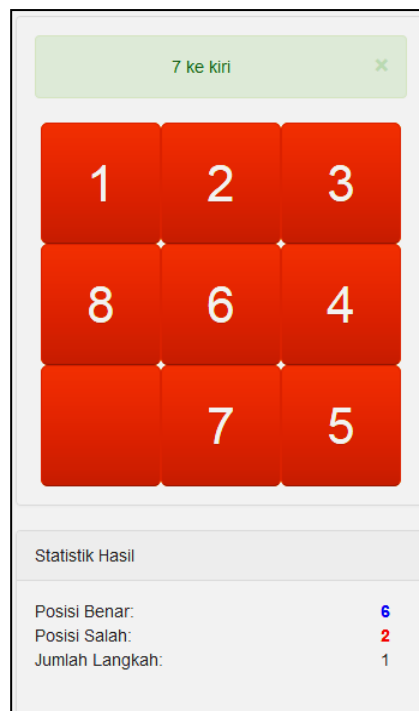 7 ke kiri ×
1 2 3
8 6 4
7 5
Statistik Hasil
Posisi Benar: 6
Posisi Salah: 2
Jumlah Langkah: 1